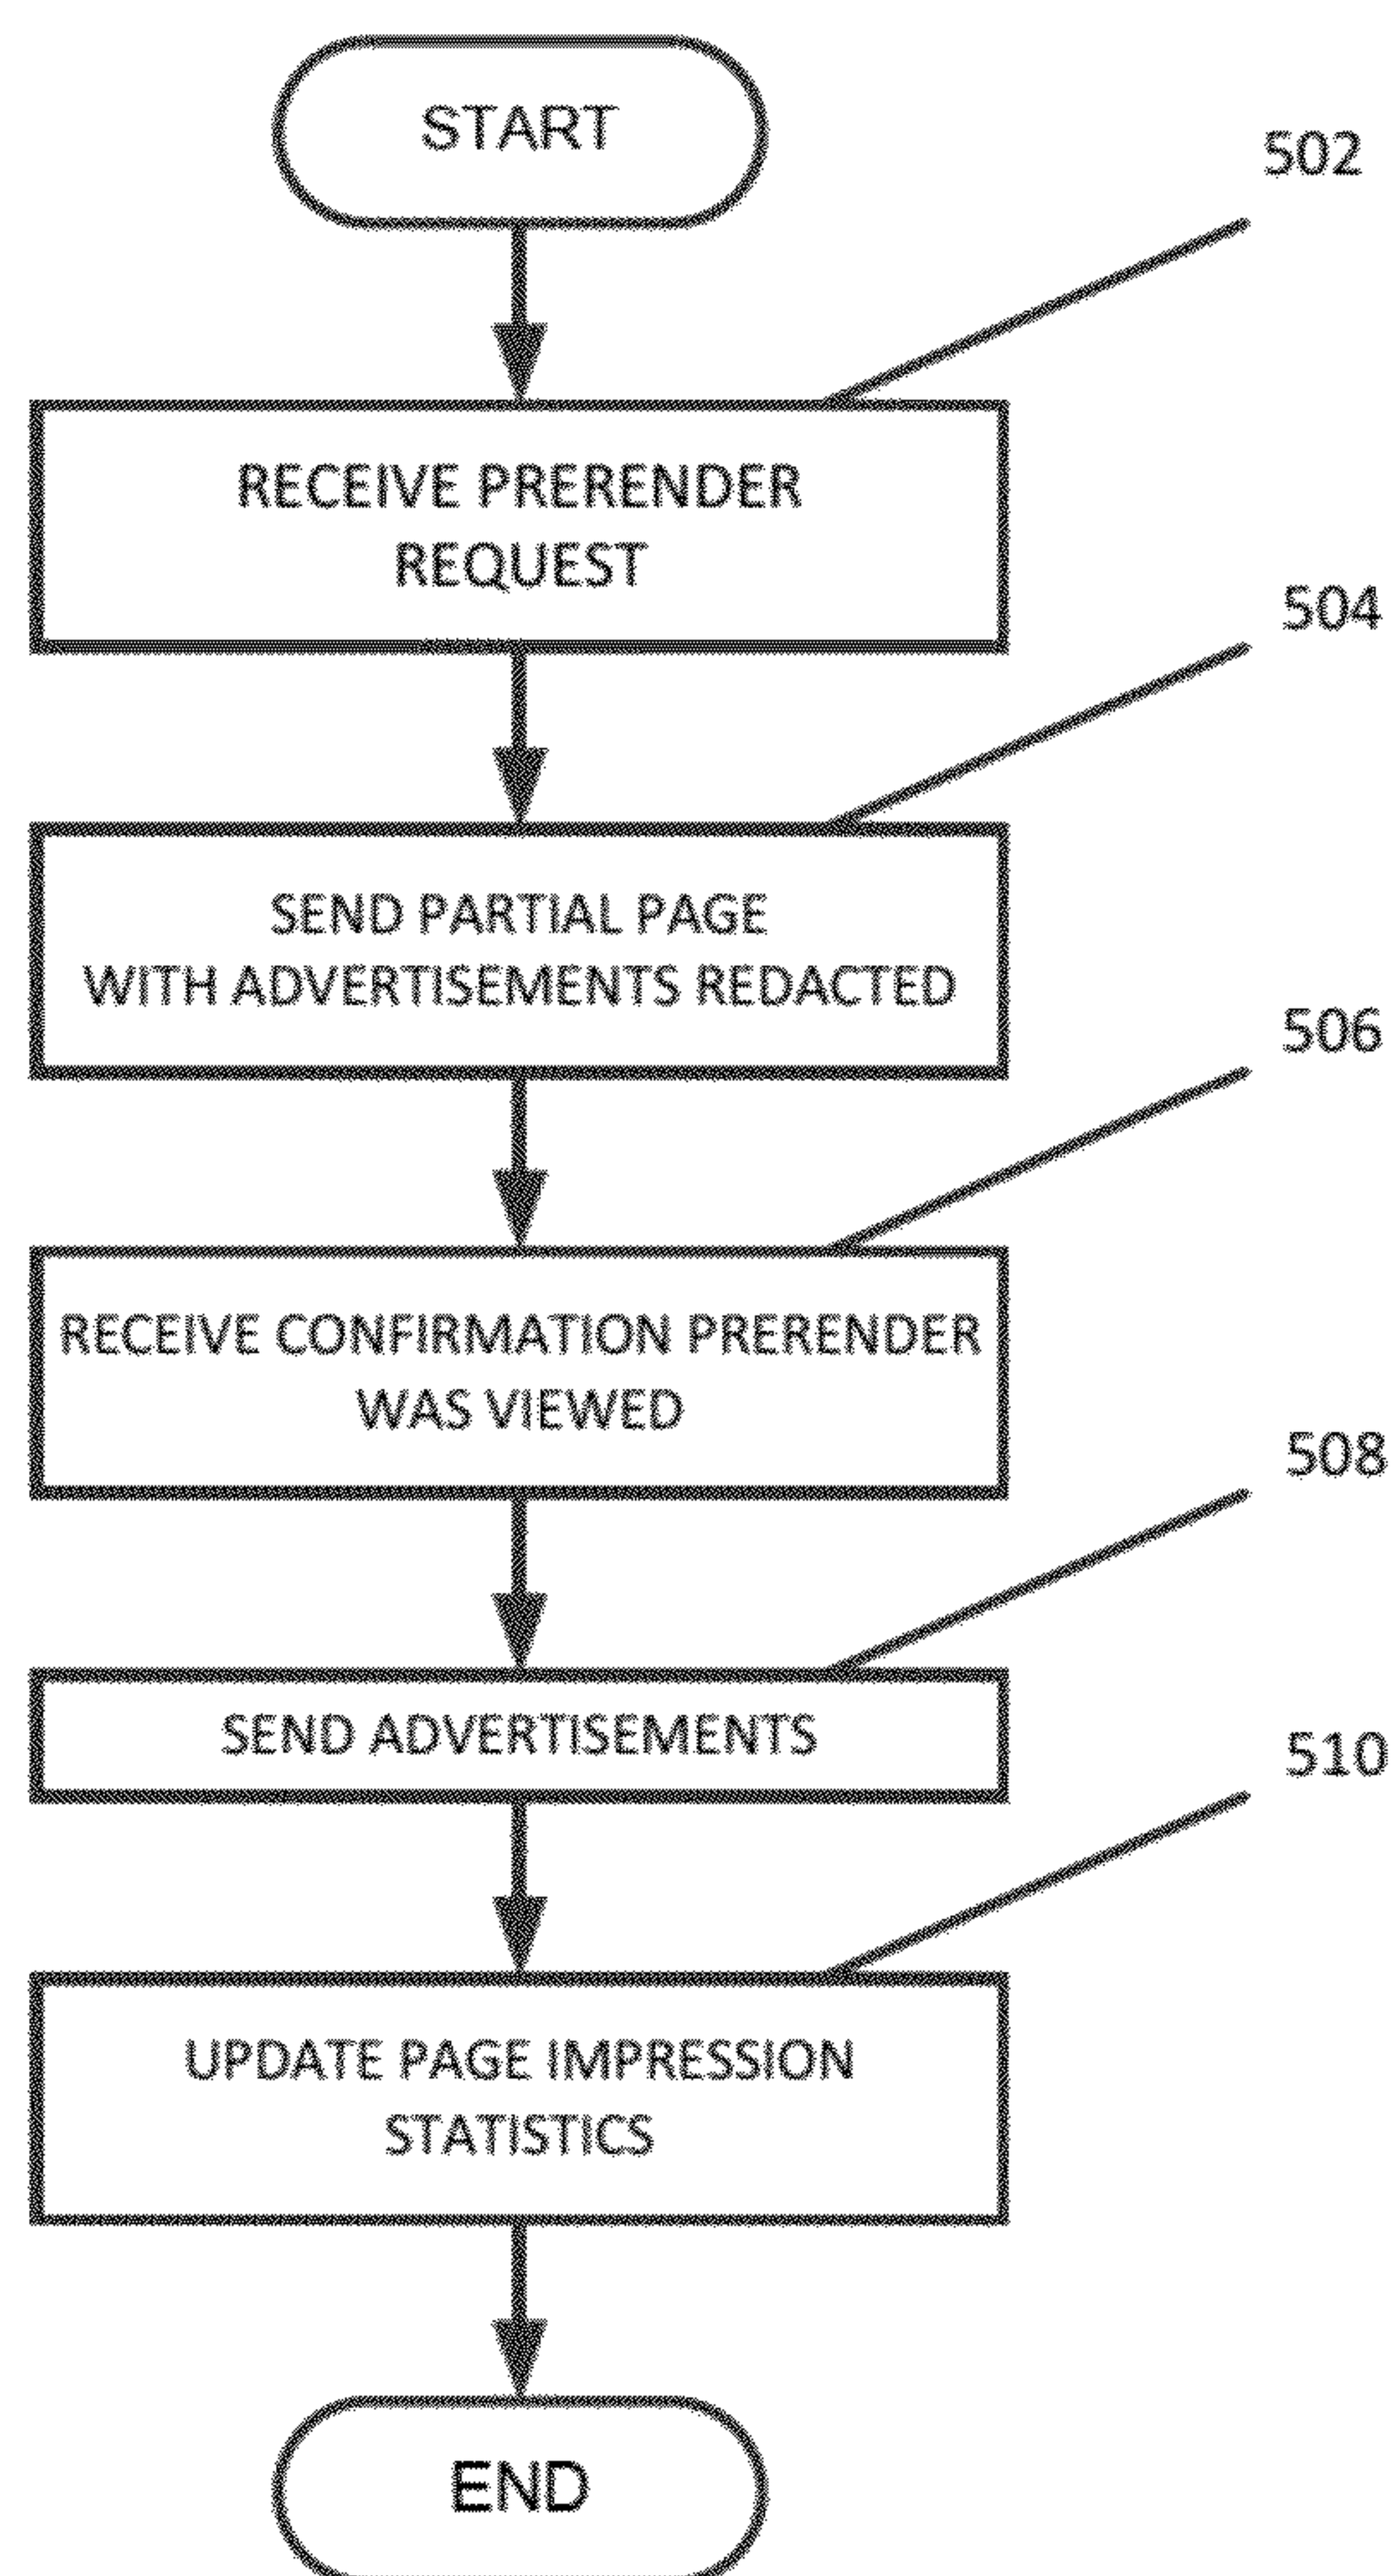 START
502
RECEIVE PRERENDER
REQUEST
504
SEND PARTIAL PAGE
WITH ADVERTISEMENTS REDACTED
506
RECEIVE CONFIRMATION PRERENDER
WAS VIEWED
508
SEND ADVERTISEMENTS
510
UPDATE PAGE IMPRESSION
STATISTICS
END